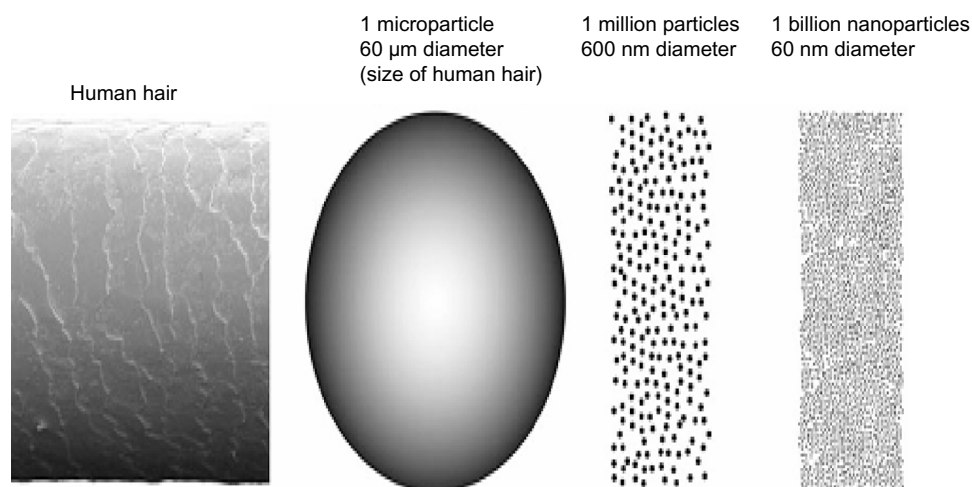 Human hair
1 microparticle
60 µm diameter
(size of human hair)
1 million particles
600 nm diameter
1 billion nanoparticles
60 nm diameter